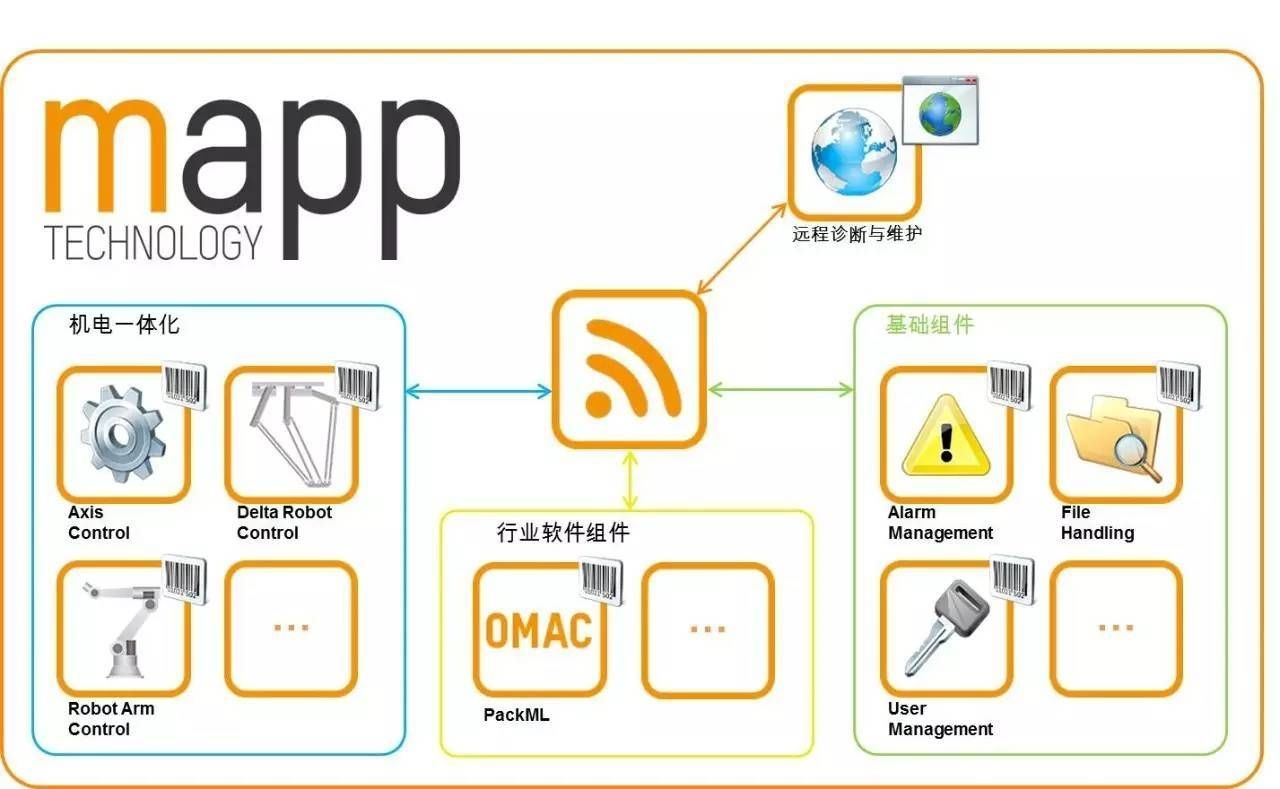 mapp
TECHNOLOGY
远程诊断与维护
机电一体化
Axis
Control
Delta Robot
Control
Robot Arm
Control
...
行业软件组件
OMAC
PackML
...
基础组件
Alarm
Management
File
Handling
User
Management
...